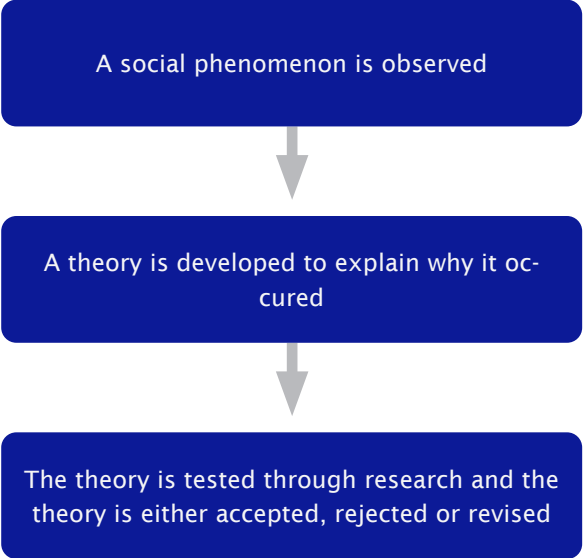 A social phenomenon is observed
A theory is developed to explain why it oc-
cured
The theory is tested through research and the
theory is either accepted, rejected or revised